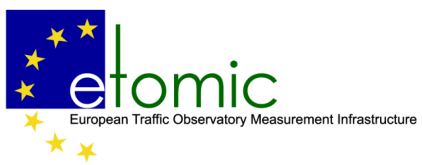 etomic
European Traffic Observatory Measurement Infrastructure